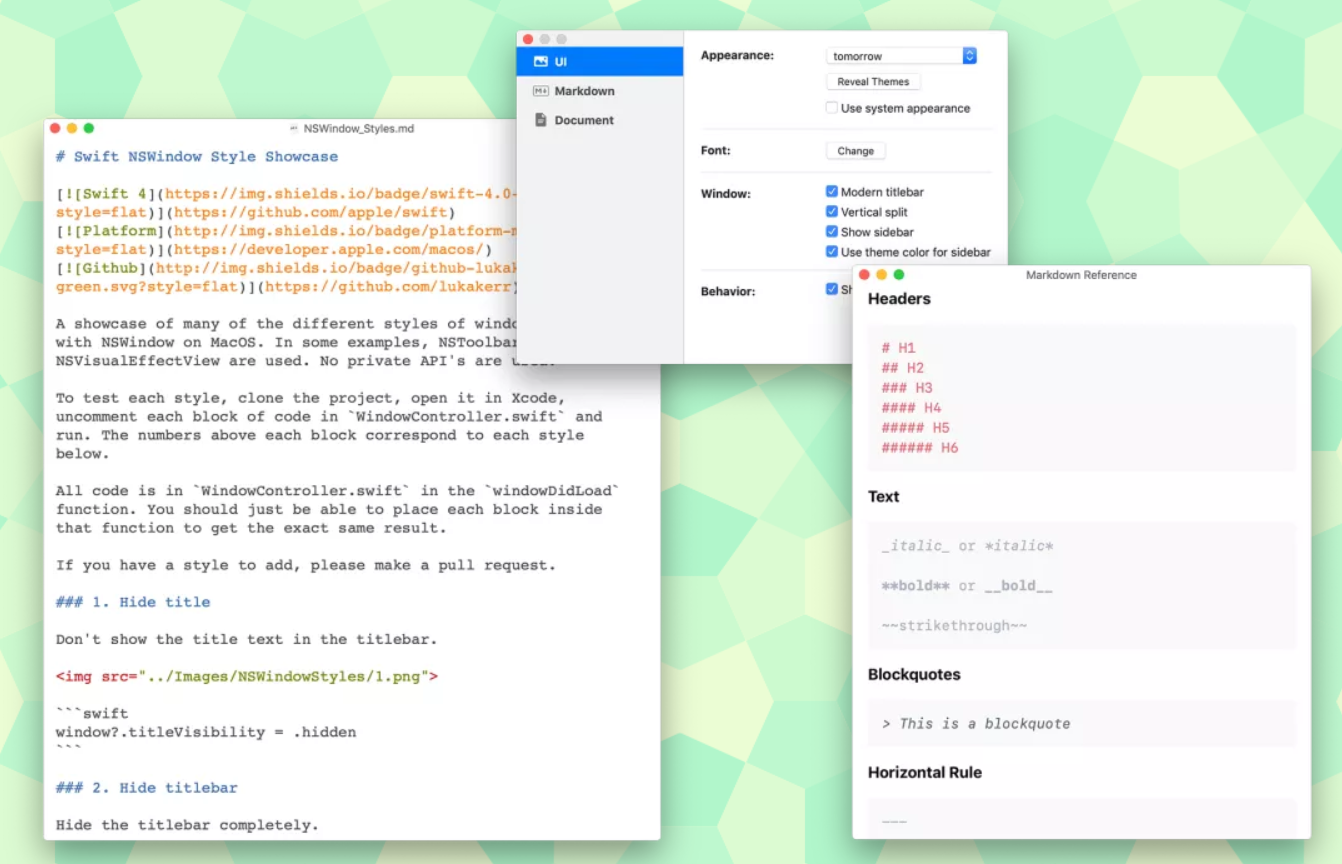 NSWindow_Styles.md
# Swift NSWindow Style Showcase
[![Swift 4](https://img.shields.io/badge/swift-4.0-
style=flat)](https://github.com/apple/swift)
[![Platform](http://img.shields.io/badge/platform-
style=flat)](https://developer.apple.com/macos/)
[![Github](http://img.shields.io/badge/github-lukak
green.svg?style=flat)](https://github.com/lukakerr)
A showcase of many of the different styles of windo
with NSWindow on MacOS. In some examples, NSToolbar
NSVisualEffectView are used. No private API's are used.
To test each style, clone the project, open it in Xcode,
uncomment each block of code in `WindowController.swift` and
run. The numbers above each block correspond to each style
below.
All code is in `WindowController.swift` in the `windowDidLoad`
function. You should just be able to place each block inside
that function to get the exact same result.
If you have a style to add, please make a pull request.
### 1. Hide title
Don't show the title text in the titlebar.
<img src="../Images/NSWindowStyles/1.png">
```swift
window?.titleVisibility = .hidden
```
### 2. Hide titlebar
Hide the titlebar completely.
UI
M+
Markdown
Document
Appearance:
tomorrow
Reveal Themes
Use system appearance
Font:
Change
Window:
Modern titlebar
Vertical split
Show sidebar
Use theme color for sidebar
Behavior:
Sh
Markdown Reference
Headers
# H1
## H2
### H3
#### H4
##### H5
###### H6
Text
_italic_ or *italic*
**bold** or __bold__
~~strikethrough~~
Blockquotes
> This is a blockquote
Horizontal Rule
---